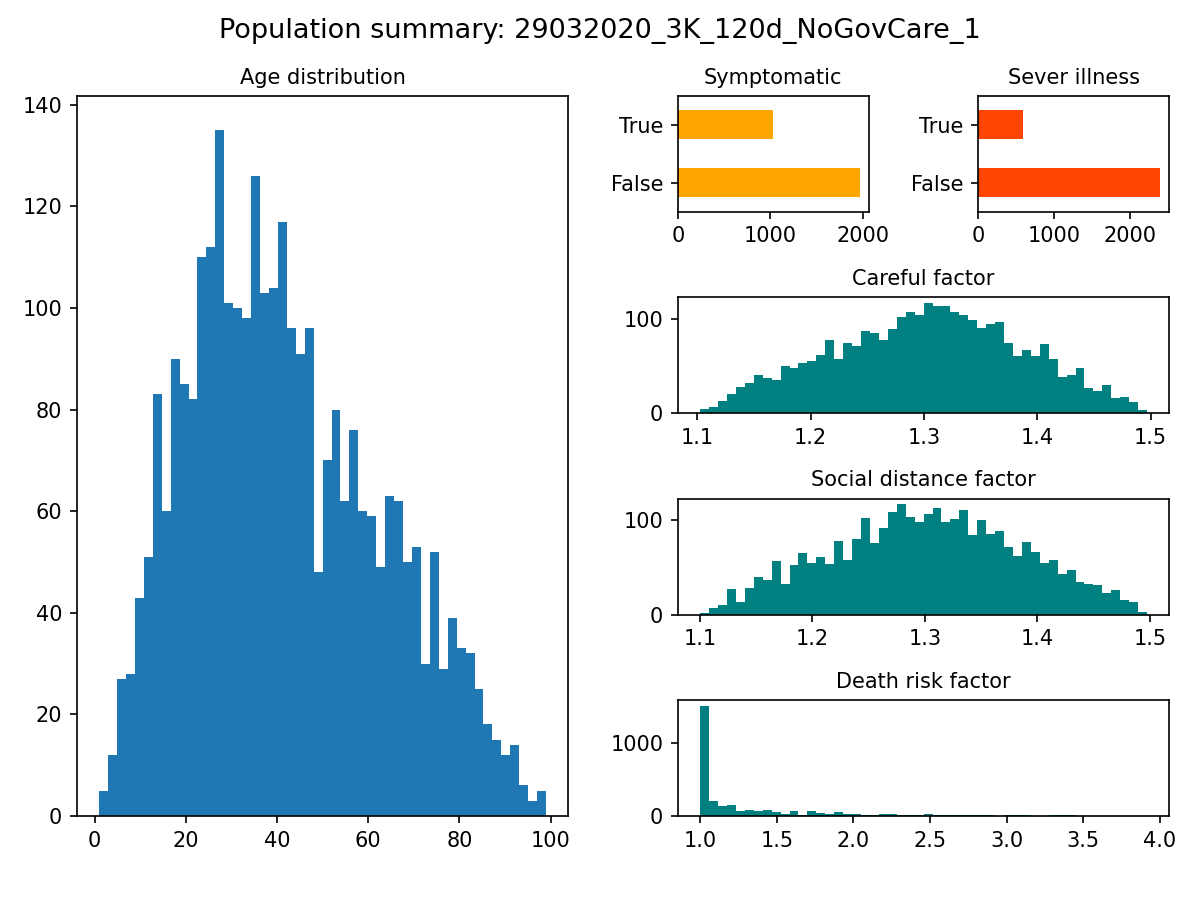 Population summary: 29032020_3K_120d_NoGovCare_1
Age distribution
140
120
100
80
60
40
20
0
0 20 40 60 80 100
Symptomatic
True
False
0 1000 2000
Sever illness
True
False
0 1000 2000
Careful factor
100
0
1.1 1.2 1.3 1.4 1.5
Social distance factor
100
0
1.1 1.2 1.3 1.4 1.5
Death risk factor
1000
0
1.0 1.5 2.0 2.5 3.0 3.5 4.0